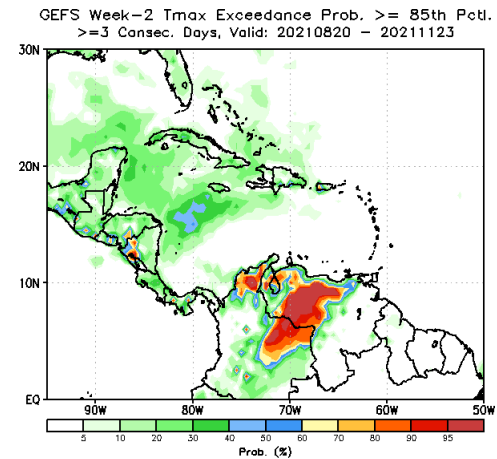 GEFS Week-2 Tmax Exceedance Prob. >= 85th Pctl.
>=3 Consec. Days, Valid: 20210820 - 20211123
30N
20N
10N
EQ
90W 80W 70W 60W 50W
5 10 20 30 40 50 60 70 80 90 95
Prob. (%)